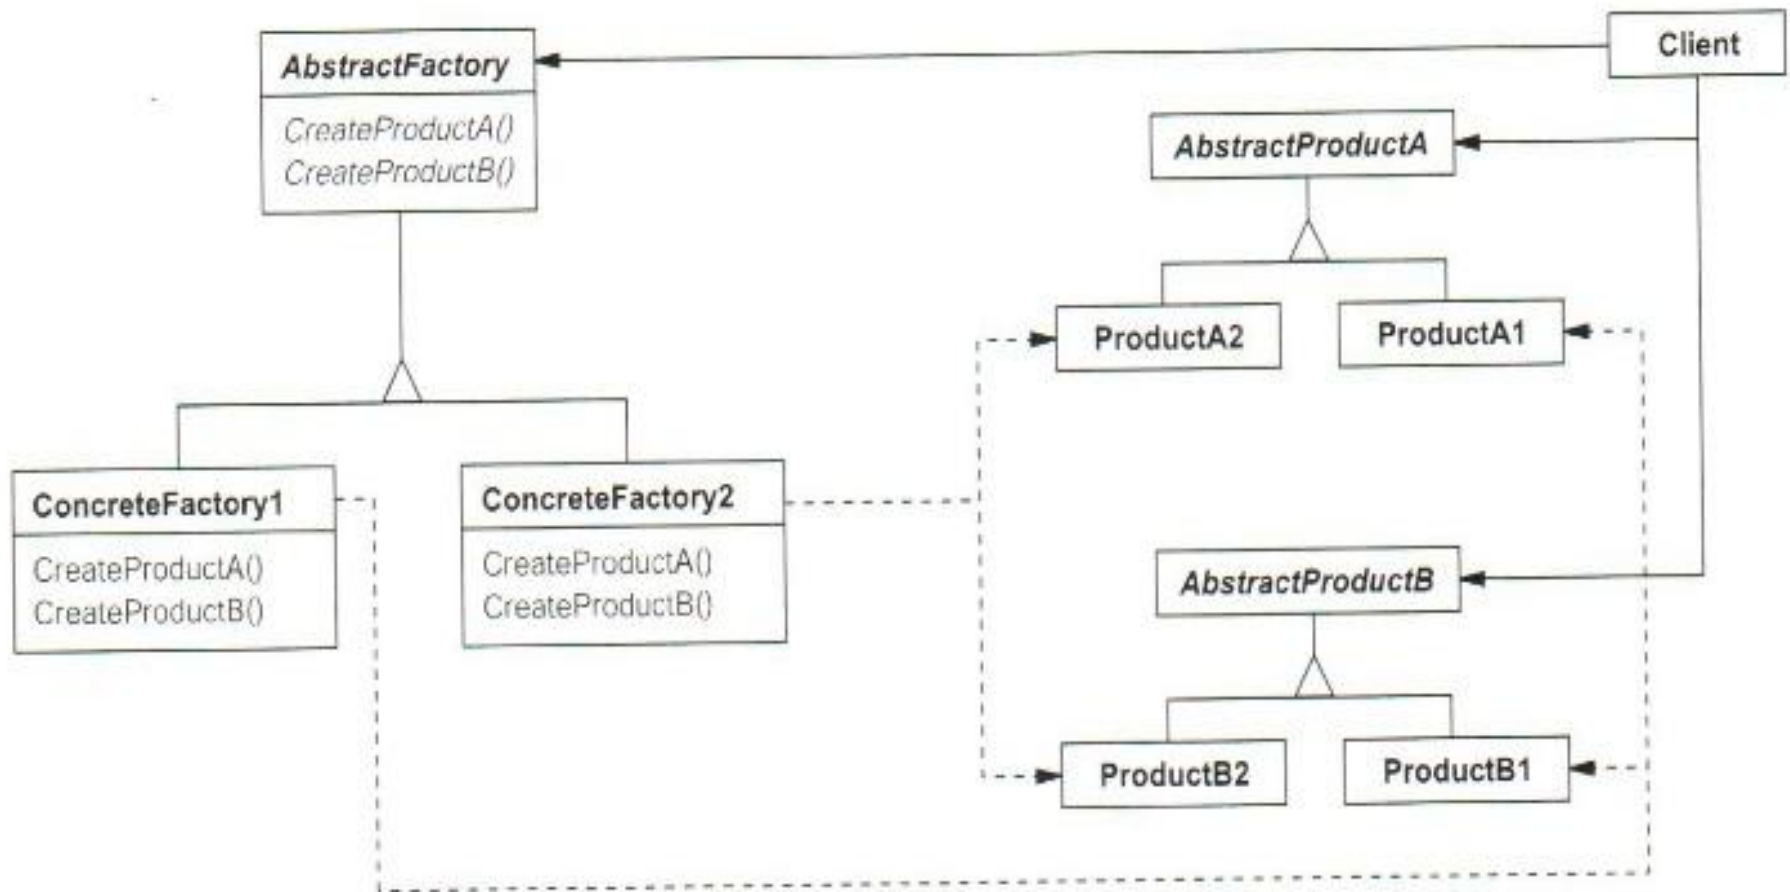 AbstractFactory
CreateProductA()
CreateProductB()
Client
AbstractProductA
ProductA2
ProductA1
ConcreteFactory1
CreateProductA()
CreateProductB()
ConcreteFactory2
CreateProductA()
CreateProductB()
AbstractProductB
ProductB2
ProductB1